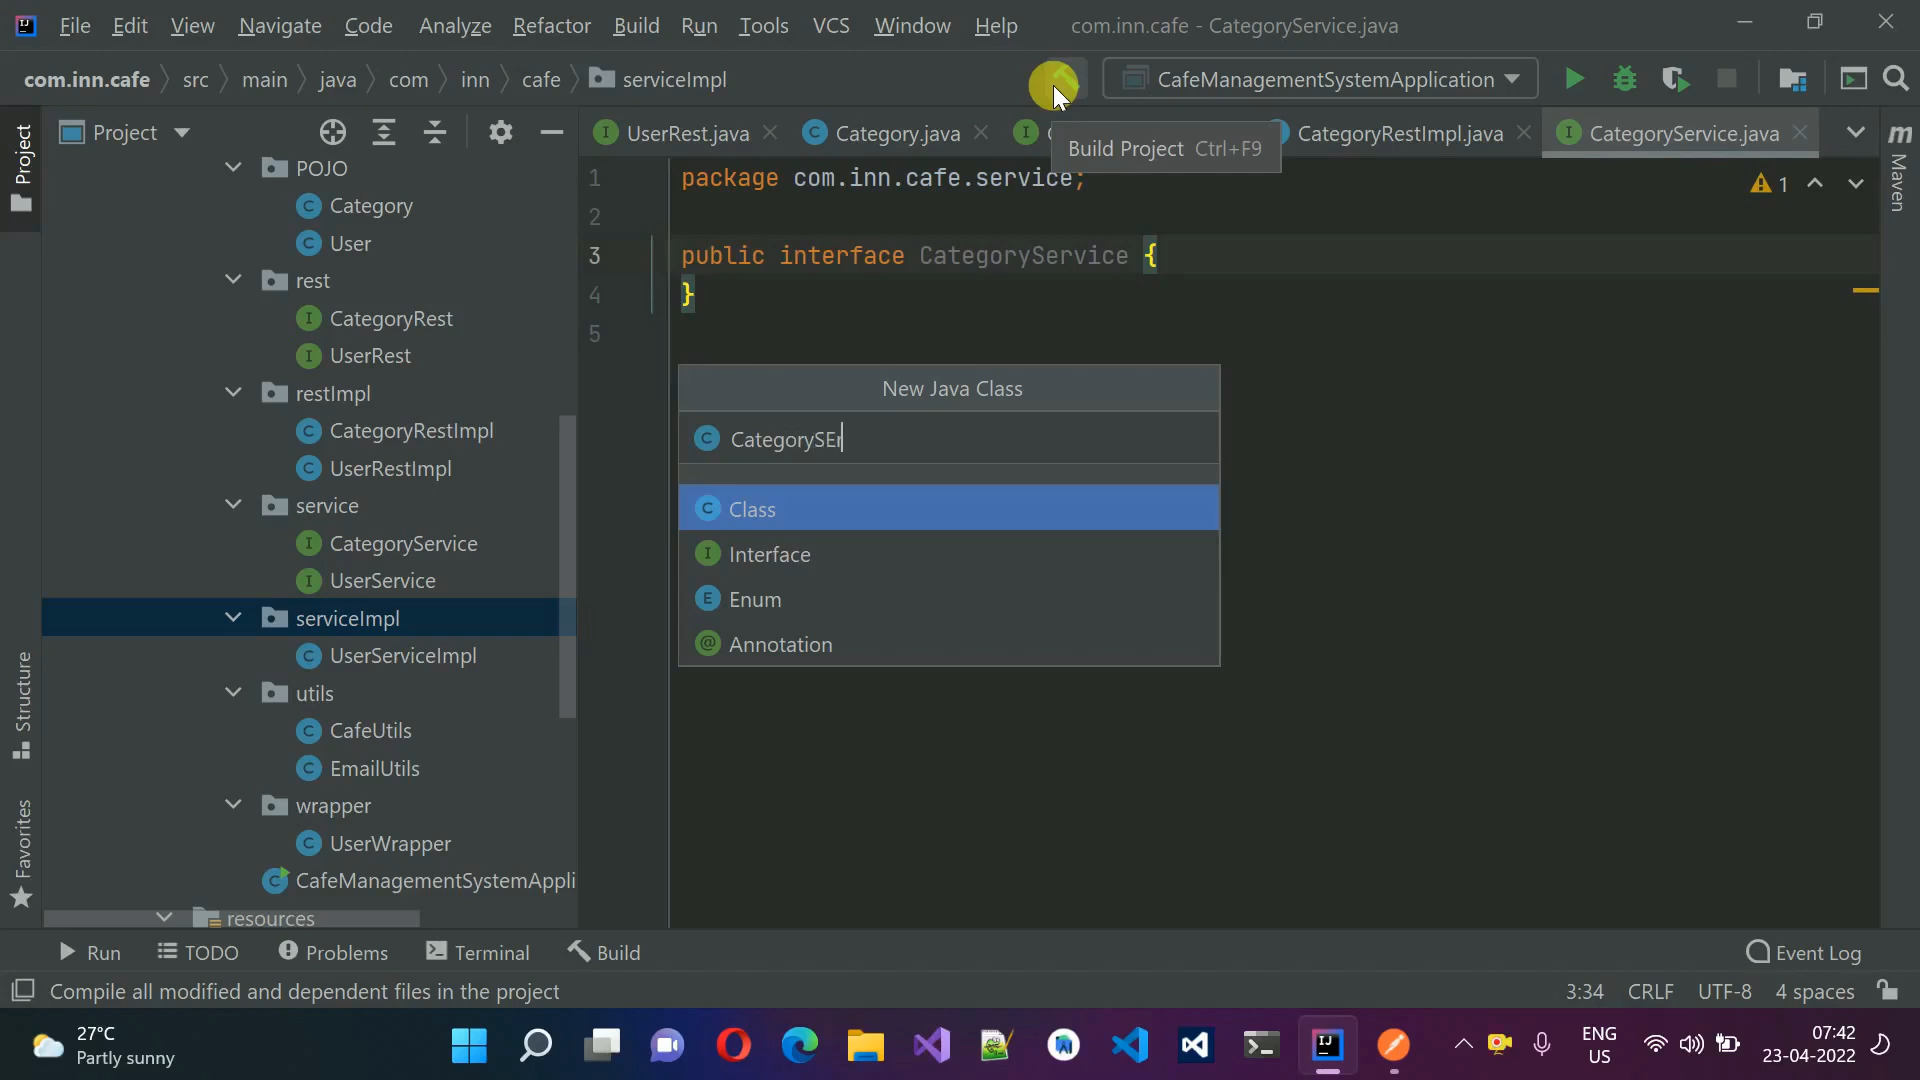 File Edit View Navigate Code Analyze Refactor Build Run Tools VCS Window Help com.inn.cafe - CategoryService.java
com.inn.cafe src main java com inn cafe serviceImpl CafeManagementSystemApplication
Project UserRest.java Category.java CategoryRestImpl.java CategoryService.java
Build Project Ctrl+F9
Project
Maven
Structure
Favorites
POJO
Category
User
rest
CategoryRest
UserRest
restImpl
CategoryRestImpl
UserRestImpl
service
CategoryService
UserService
serviceImpl
UserServiceImpl
utils
CafeUtils
EmailUtils
wrapper
UserWrapper
CafeManagementSystemAppli
resources
1 package com.inn.cafe.service;
2
3 public interface CategoryService {
4 }
5
1
New Java Class
CategorySEr
Class
Interface
Enum
Annotation
Run TODO Problems Terminal Build Event Log
Compile all modified and dependent files in the project 3:34 CRLF UTF-8 4 spaces
27°C
Partly sunny
ENG
US
07:42
23-04-2022